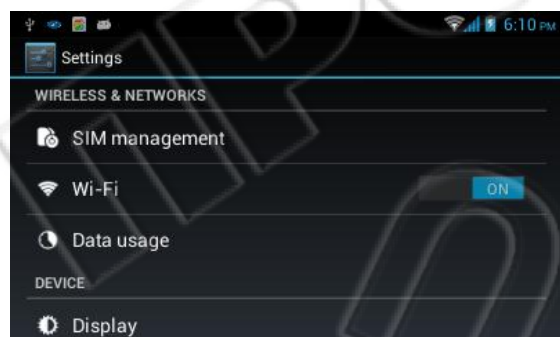 6:10 PM
Settings
WIRELESS & NETWORKS
SIM management
Wi-Fi ON
Data usage
DEVICE
Display